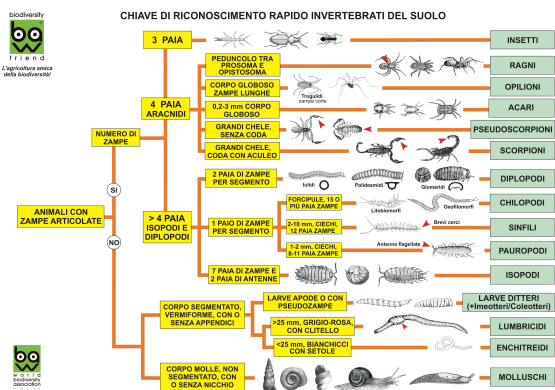 biodiversity
friend
L'agricoltura amica
della biodiversità!
CHIAVE DI RICONOSCIMENTO RAPIDO INVERTEBRATI DEL SUOLO
3 PAIA
INSETTI
PEDUNCOLO TRA
PROSOMA E
OPISTOSOMA
RAGNI
CORPO GLOBOSO
ZAMPE LUNGHE
Trogulidi
zampe corte
OPILIONI
4 PAIA
ARACNIDI
0,2-3 mm CORPO
GLOBOSO
ACARI
GRANDI CHELE,
SENZA CODA
PSEUDOSCORPIONI
GRANDI CHELE,
CODA CON ACULEO
SCORPIONI
NUMERO DI
ZAMPE
SI
ANIMALI CON
ZAMPE ARTICOLATE
NO
> 4 PAIA
ISOPODI E
DIPLOPODI
2 PAIA DI ZAMPE
PER SEGMENTO
Iulidi
Polidesmidi
Glomeridi
DIPLOPODI
1 PAIO DI ZAMPE
PER SEGMENTO
FORCIPULE, 15 O
PIÙ PAIA ZAMPE
Litobiomorfi
Geofilomorfi
CHILOPODI
2-10 mm, CIECHI,
12 PAIA ZAMPE
Brevi cerci
SINFILI
1-2 mm, CIECHI,
8-11 PAIA ZAMPE
Antenne flagellate
PAUROPODI
7 PAIA DI ZAMPE E
2 PAIA DI ANTENNE
ISOPODI
CORPO SEGMENTATO,
VERMIFORME, CON O
SENZA APPENDICI
LARVE APODE O CON
PSEUDOZAMPE
LARVE DITTERI
(+Imeotteri/Coleotteri)
>25 mm, GRIGIO-ROSA,
CON CLITELLO
LUMBRICIDI
<25 mm, BIANCHICCI
CON SETOLE
ENCHITREIDI
CORPO MOLLE, NON
SEGMENTATO, CON
O SENZA NICCHIO
MOLLUSCHI
world
biodiversity
association